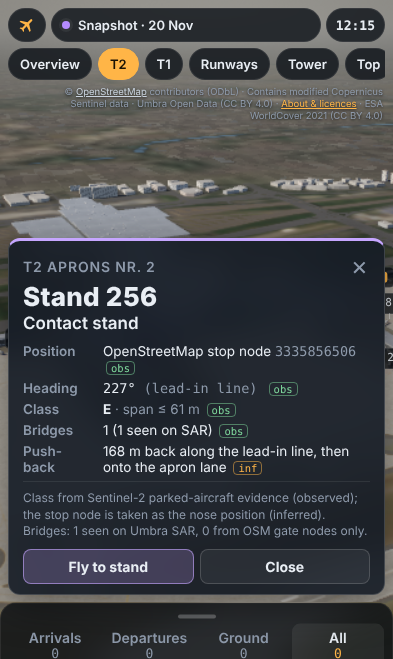 Snapshot · 20 Nov
12:15
Overview
T2
T1
Runways
Tower
Top
© OpenStreetMap contributors (ODbL) · Contains modified Copernicus
Sentinel data · Umbra Open Data (CC BY 4.0) · About & licences · ESA
WorldCover 2021 (CC BY 4.0)
T2 APRONS NR. 2
Stand 256
Contact stand
Position OpenStreetMap stop node 3335856506
obs
Heading 227° (lead-in line) obs
Class E · span ≤ 61 m obs
Bridges 1 (1 seen on SAR) obs
Push- 168 m back along the lead-in line, then
back onto the apron lane inf
Class from Sentinel-2 parked-aircraft evidence (observed);
the stop node is taken as the nose position (inferred).
Bridges: 1 seen on Umbra SAR, 0 from OSM gate nodes only.
Fly to stand
Close
Arrivals Departures Ground All
0 0 0 0